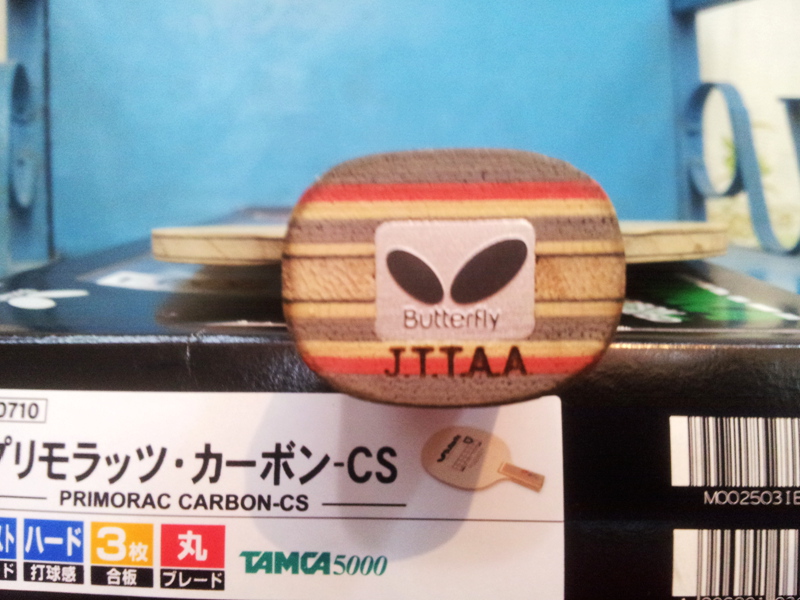 Butterfly
J.T.T.A.A
0710
プリモラッツ・カーボン-CS
PRIMORAC CARBON-CS
ハード
3枚
丸
打球感
合板
ブレード
TAMCA5000
M002503IE